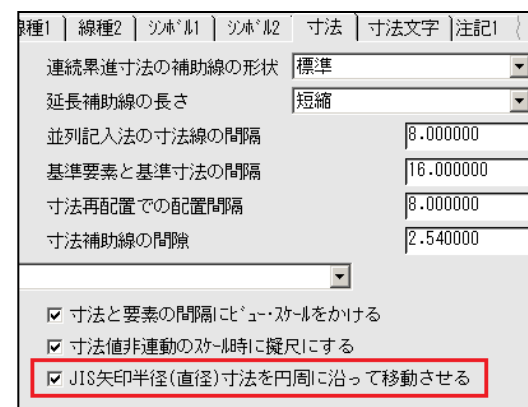 線種1 線種2 ｼﾝﾎﾞﾙ1 ｼﾝﾎﾞﾙ2 寸法 寸法文字 注記1
連続累進寸法の補助線の形状 標準
延長補助線の長さ 短縮
並列記入法の寸法線の間隔 8.000000
基準要素と基準寸法の間隔 16.000000
寸法再配置での配置間隔 8.000000
寸法補助線の間隙 2.540000
寸法と要素の間隔にﾋﾞｭｰ･ｽｹｰﾙをかける
寸法値非連動のｽｹｰﾙ時に擬尺にする
JIS矢印半径(直径)寸法を円周に沿って移動させる